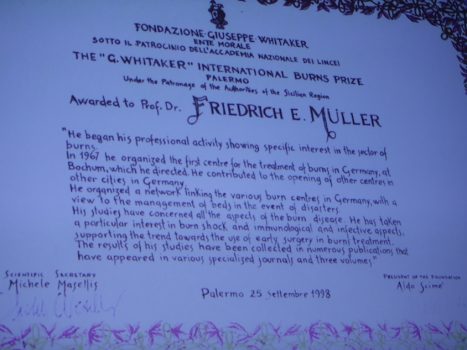 FONDAZIONE GIUSEPPE WHITAKER
ENTE MORALE
SOTTO IL PATROCINIO DELL'ACCADEMIA NAZIONALE DEI LINCEI
THE "G. WHITAKER" INTERNATIONAL BURNS PRIZE
PALERMO
Under the Patronage of the Authorities of the Sicilian Region
Awarded to Prof. Dr. FRIEDRICH E. MÜLLER
"He began his professional activity showing specific interest in the sector of
burns.
In 1967 he organized the first centre for the treatment of burns in Germany, at
Bochum, which he directed. He contributed to the opening of other centres in
other cities in Germany.
He organized a network linking the various burn centres in Germany, with a
view to the management of beds in the event of disasters.
His studies have concerned all the aspects of the burn disease. He has taken
a particular interest in burn shock and immunological and infective aspects,
supporting the trend towards the use of early surgery in burns treatment.
The results of his studies have been collected in numerous publications that
have appeared in various specialised journals and three volumes"
SCIENTIFIC SECRETARY
Michele Masellis
Palermo 25 Settembre 1998
PRESIDENT OF THE FOUNDATION
Aldo Scimè